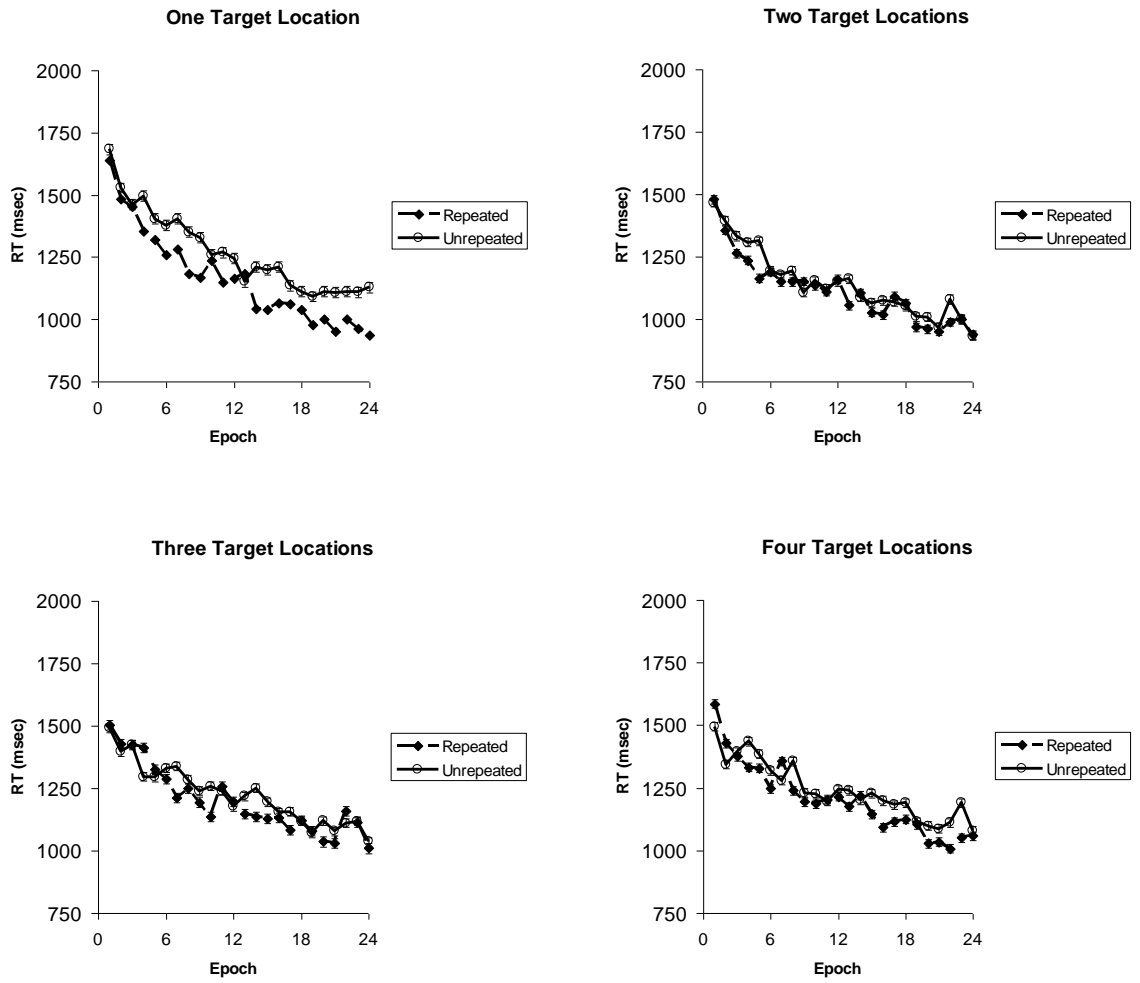 One Target Location
2000
1750
1500
1250
1000
750
0 6 12 18 24
RT (msec)
Epoch
Repeated
Unrepeated
Two Target Locations
2000
1750
1500
1250
1000
750
0 6 12 18 24
RT (msec)
Epoch
Repeated
Unrepeated
Three Target Locations
2000
1750
1500
1250
1000
750
0 6 12 18 24
RT (msec)
Epoch
Repeated
Unrepeated
Four Target Locations
2000
1750
1500
1250
1000
750
0 6 12 18 24
RT (msec)
Epoch
Repeated
Unrepeated